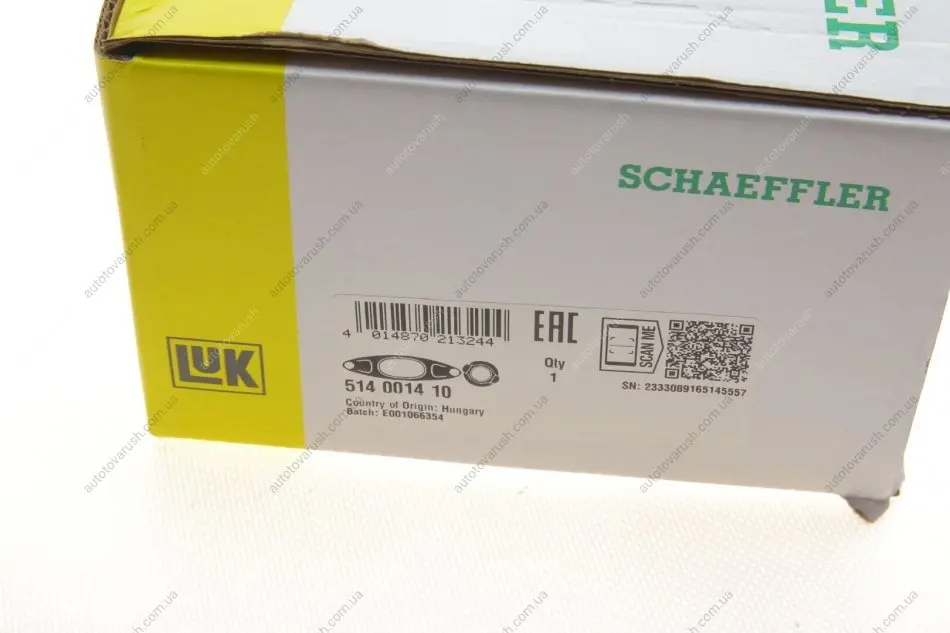 ER
SCHAEFFLER
LUK
4 014870 213244
EAC
Qty
1
SCAN ME
SN: 2333089165145557
514 0014 10
Country of Origin: Hungary
Batch: E001066354
autotovarush.com.ua